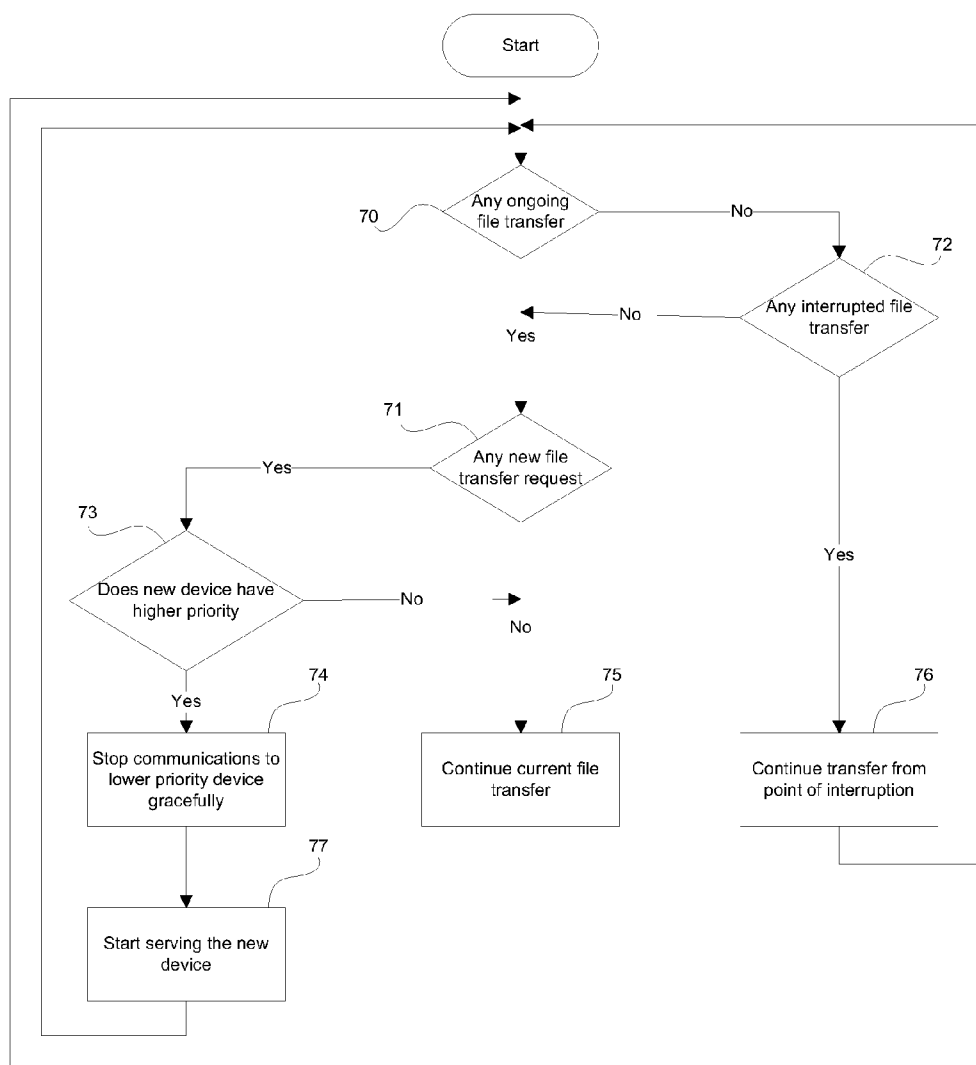 Start
70
Any ongoing
file transfer
No
72
Any interrupted file
transfer
No
Yes
71
Any new file
transfer request
Yes
73
Does new device have
higher priority
No
No
Yes
Yes
74
Stop communications to
lower priority device
gracefully
75
Continue current file
transfer
76
Continue transfer from
point of interruption
77
Start serving the new
device